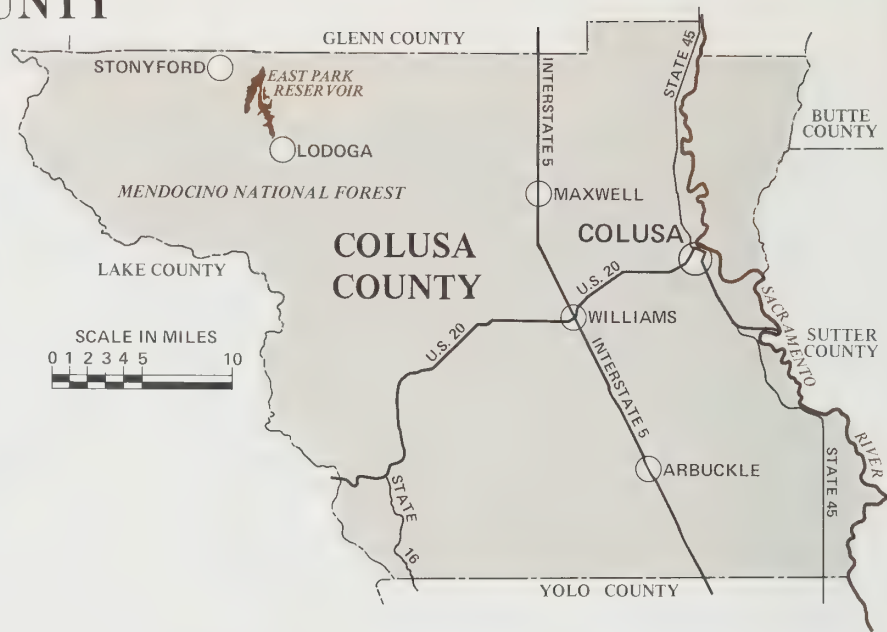 UNTY
GLENN COUNTY
STONYFORD
EAST PARK
RESERVOIR
LODOGA
MENDOCINO NATIONAL FOREST
INTERSTATE 5
STATE 45
BUTTE
COUNTY
MAXWELL
COLUSA
COLUSA
COUNTY
LAKE COUNTY
U.S. 20
WILLIAMS
U.S. 20
SACRAMENTO
RIVER
SUTTER
COUNTY
SCALE IN MILES
0 1 2 3 4 5 10
INTERSTATE 5
ARBUCKLE
STATE
16
STATE 45
YOLO COUNTY